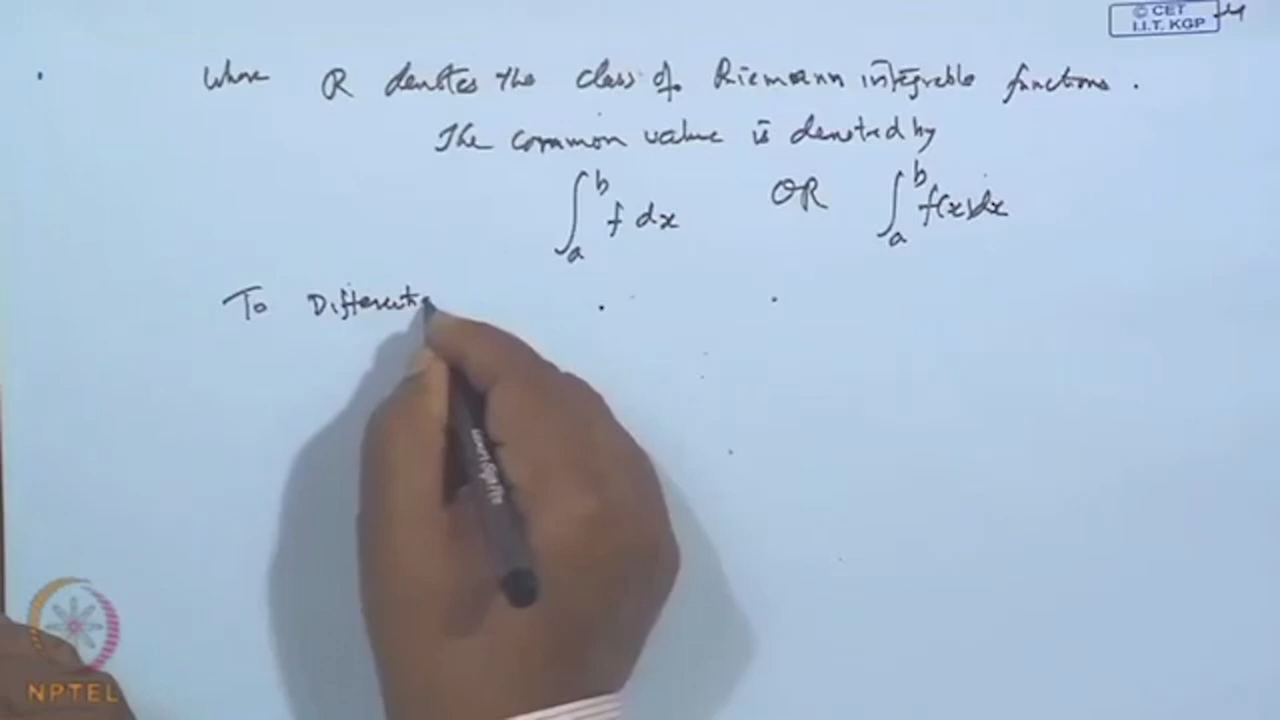 © CET
I.I.T. KGP
Where R denotes the class of Riemann integrable functions.
The common value is denoted by
∫_a^b f dx OR ∫_a^b f(x)dx
To Differenti
NPTEL